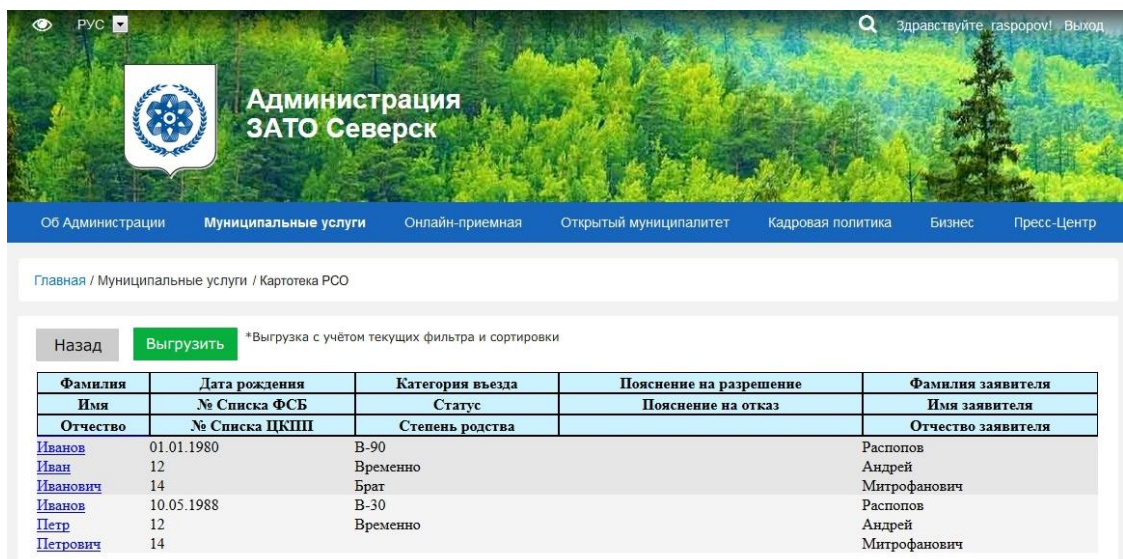 РУС Здравствуйте, raspopov! Выход
Администрация
ЗАТО Северск
Об Администрации Муниципальные услуги Онлайн-приемная Открытый муниципалитет Кадровая политика Бизнес Пресс-Центр
Главная / Муниципальные услуги / Картотека РСО
Назад Выгрузить *Выгрузка с учётом текущих фильтра и сортировки
Фамилия Дата рождения Категория въезда Пояснение на разрешение Фамилия заявителя
Имя № Списка ФСБ Статус Пояснение на отказ Имя заявителя
Отчество № Списка ЦКПП Степень родства Отчество заявителя
Иванов 01.01.1980 В-90 Распопов
Иван 12 Временно Андрей
Иванович 14 Брат Митрофанович
Иванов 10.05.1988 В-30 Распопов
Петр 12 Временно Андрей
Петрович 14 Митрофанович